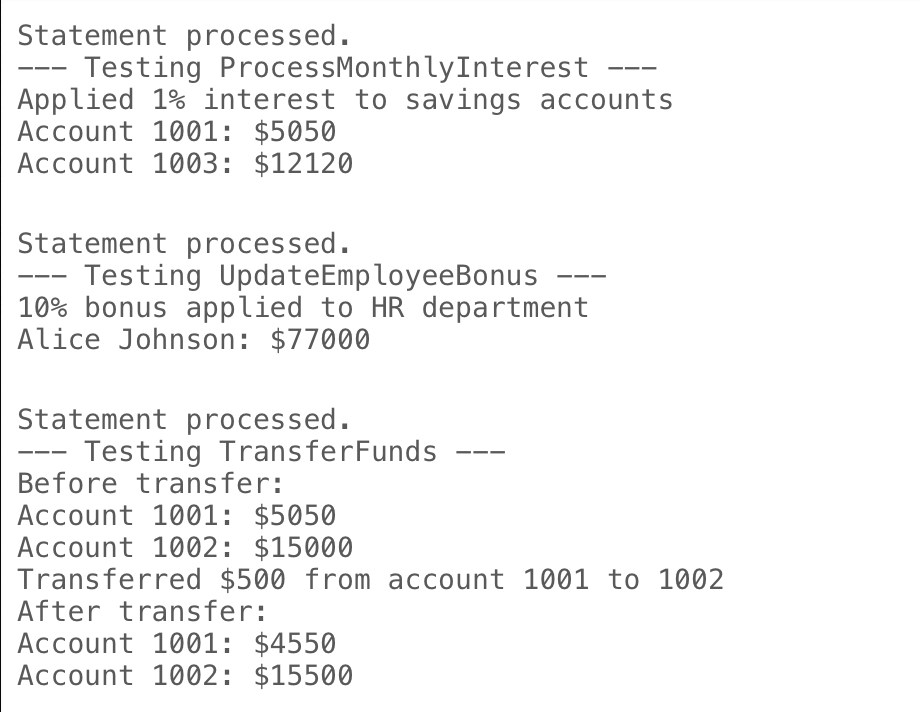 Statement processed.
--- Testing ProcessMonthlyInterest ---
Applied 1% interest to savings accounts
Account 1001: $5050
Account 1003: $12120
Statement processed.
--- Testing UpdateEmployeeBonus ---
10% bonus applied to HR department
Alice Johnson: $77000
Statement processed.
--- Testing TransferFunds ---
Before transfer:
Account 1001: $5050
Account 1002: $15000
Transferred $500 from account 1001 to 1002
After transfer:
Account 1001: $4550
Account 1002: $15500